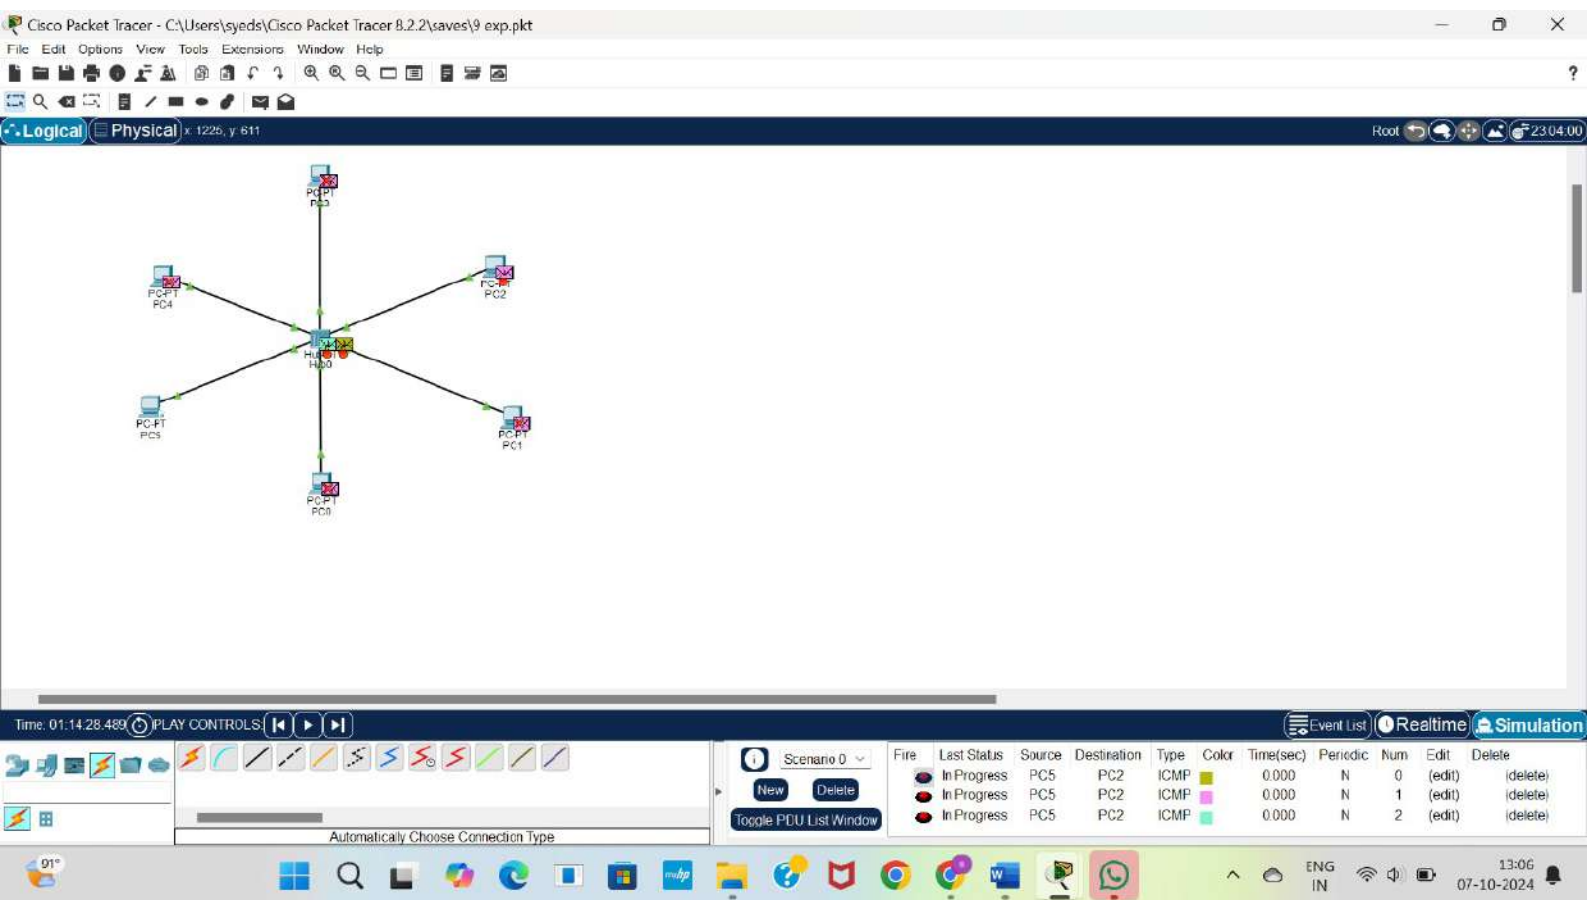 Cisco Packet Tracer - C:\Users\syeds\Cisco Packet Tracer 8.2.2\saves\9 exp.pkt
File Edit Options View Tools Extensions Window Help
?
Logical Physical x: 1225, y: 611 Root 23:04:00
PC-PT
PC3
PC-PT
PC4
PC-PT
PC2
Hub0
PC-PT
PC5
PC-PT
PC1
PC-PT
PC0
Time: 01:14:28.489 PLAY CONTROLS: Event List Realtime Simulation
Scenario 0
New Delete
Toggle PDU List Window
Fire Last Status Source Destination Type Color Time(sec) Periodic Num Edit Delete
In Progress PC5 PC2 ICMP 0.000 N 0 (edit) (delete)
In Progress PC5 PC2 ICMP 0.000 N 1 (edit) (delete)
In Progress PC5 PC2 ICMP 0.000 N 2 (edit) (delete)
Automatically Choose Connection Type
91°
myhp
W
ENG
IN
13:06
07-10-2024